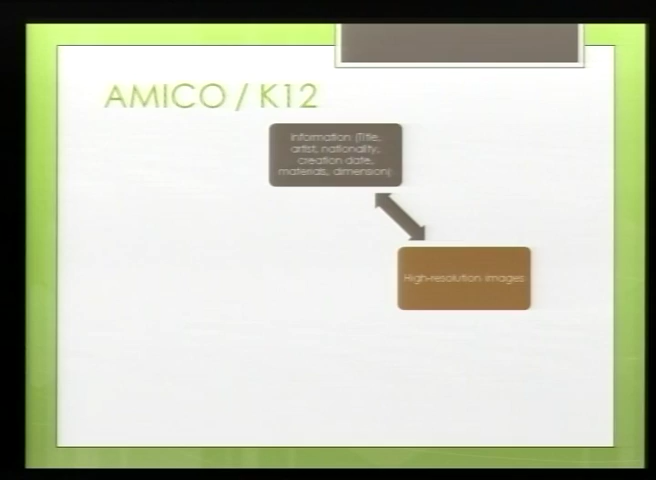 AMICO / K12
Information (Title,
artist, nationality,
creation date,
materials, dimension)
High-resolution images